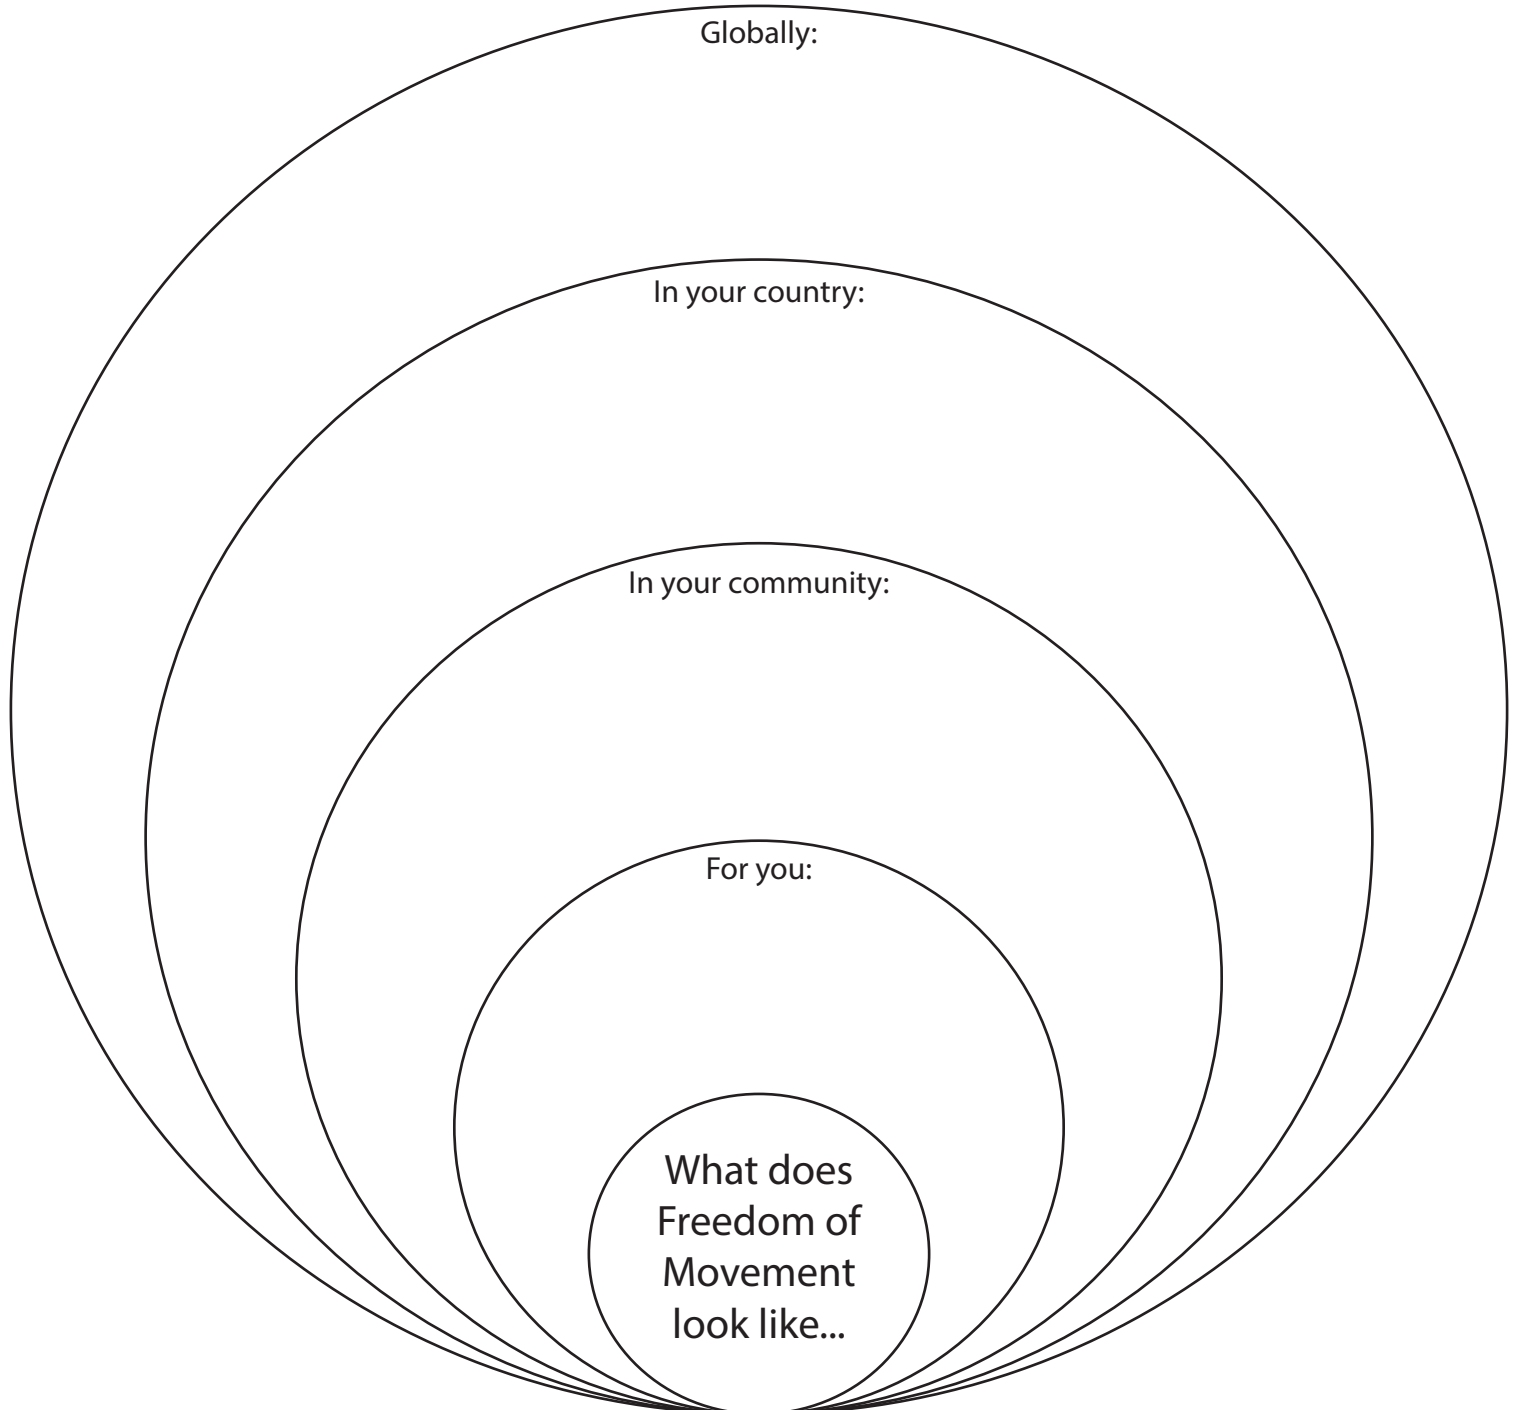 Globally:
In your country:
In your community:
For you:
What does
Freedom of
Movement
look like...